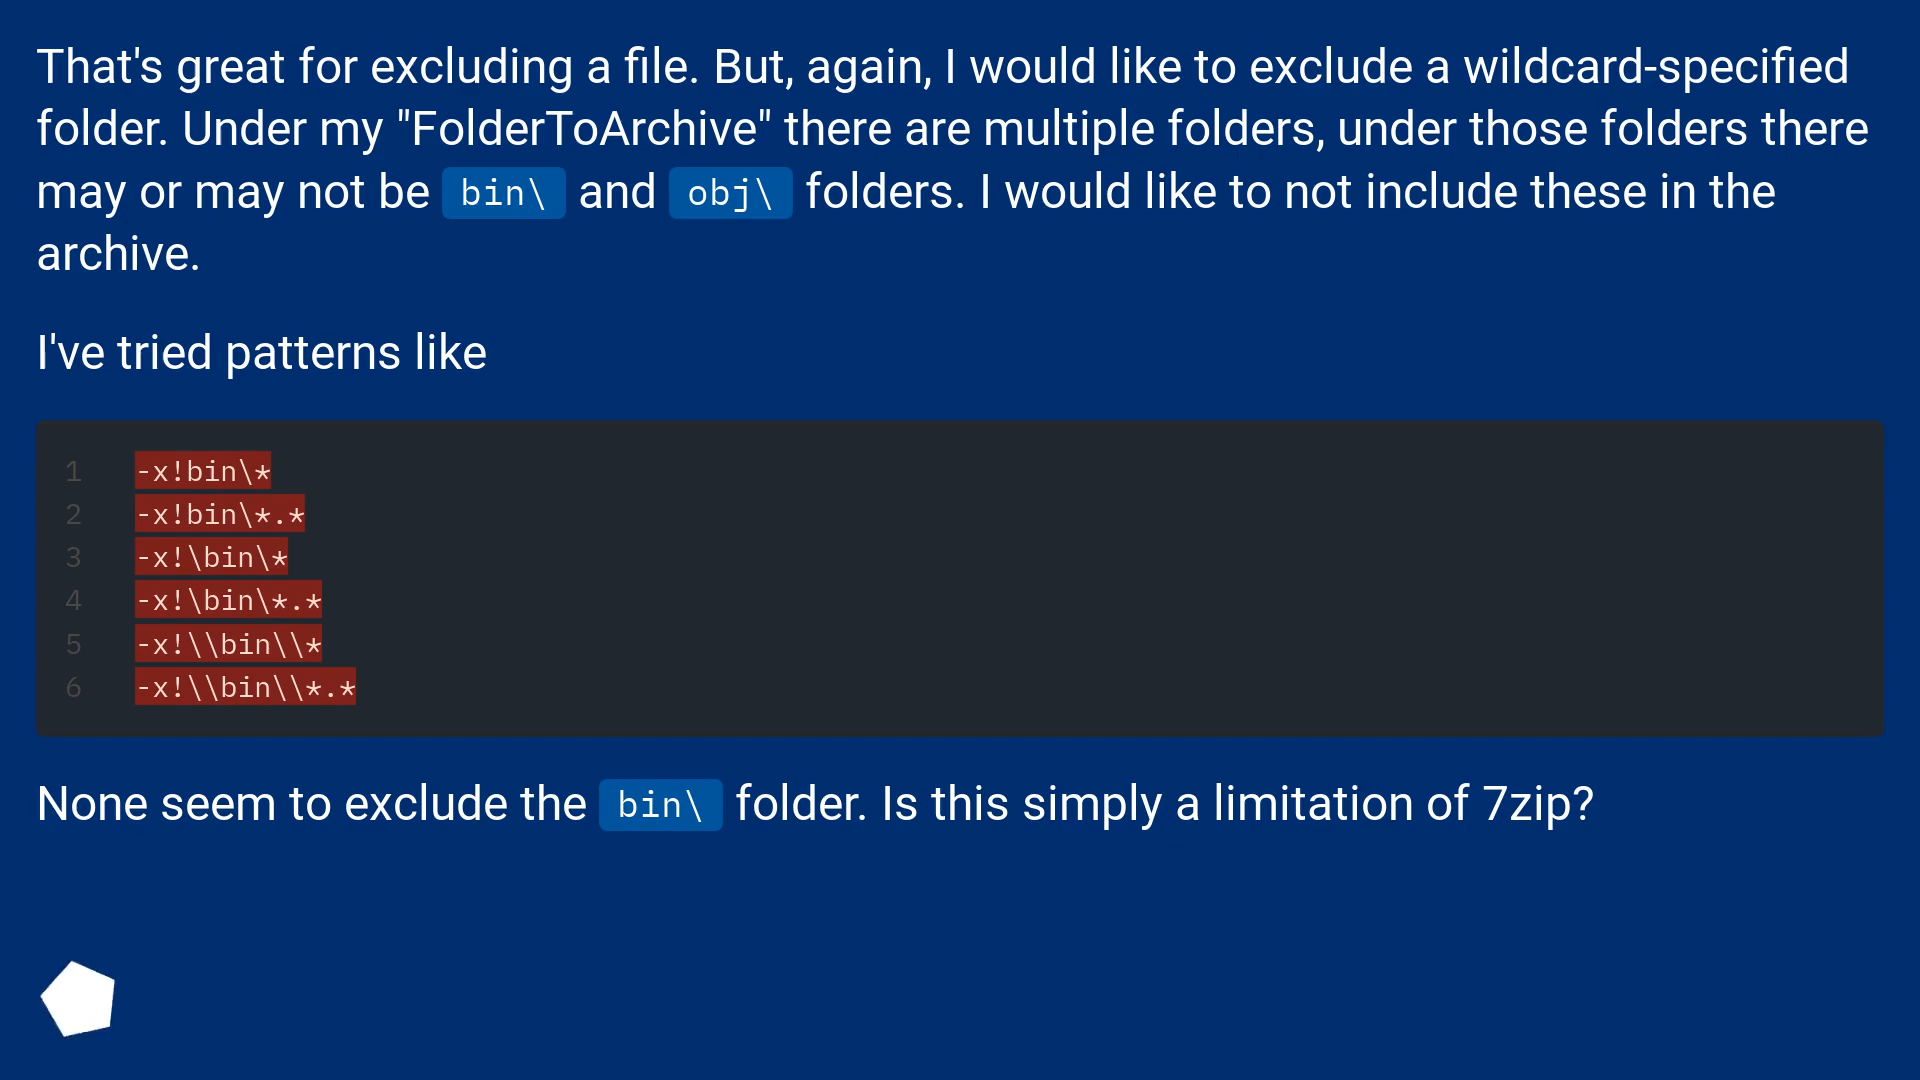 That's great for excluding a file. But, again, I would like to exclude a wildcard-specified
folder. Under my "FolderToArchive" there are multiple folders, under those folders there
may or may not be bin\ and obj\ folders. I would like to not include these in the
archive.
I've tried patterns like
1 -x!bin\*
2 -x!bin\*.*
3 -x!\bin\*
4 -x!\bin\*.*
5 -x!\\bin\\*
6 -x!\\bin\\*.*
None seem to exclude the bin\ folder. Is this simply a limitation of 7zip?